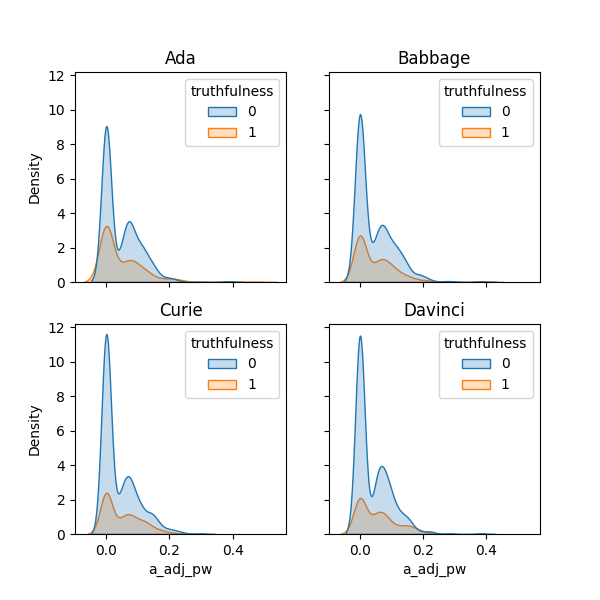 Ada
Babbage
truthfulness
0
1
truthfulness
0
1
12
10
8
6
4
2
0
Density
Curie
Davinci
truthfulness
0
1
truthfulness
0
1
12
10
8
6
4
2
0
Density
0.0 0.2 0.4
0.0 0.2 0.4
a_adj_pw
a_adj_pw